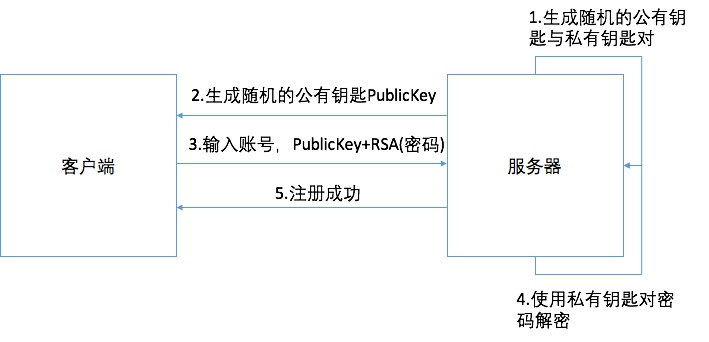 1.生成随机的公有钥
匙与私有钥匙对
2.生成随机的公有钥匙PublicKey
3.输入账号，PublicKey+RSA(密码)
客户端
服务器
5.注册成功
4.使用私有钥匙对密
码解密